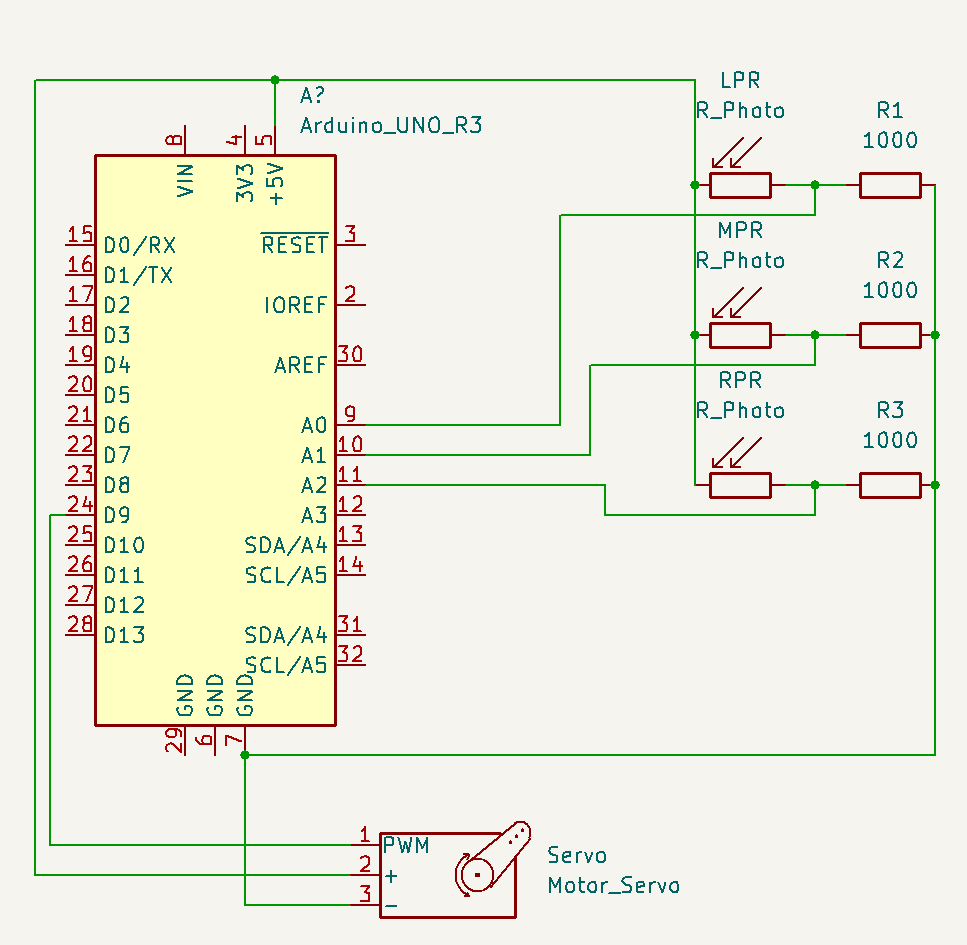 LPR
R_Photo
R1
1000
A?
Arduino_UNO_R3
8
4
5
VIN
3V3
+5V
15
D0/RX
RESET
3
16
D1/TX
17
D2
IOREF
2
18
D3
19
D4
AREF
30
20
D5
21
D6
A0
9
22
D7
A1
10
23
D8
A2
11
24
D9
A3
12
25
D10
SDA/A4
13
26
D11
SCL/A5
14
27
D12
28
D13
SDA/A4
31
SCL/A5
32
GND
GND
GND
29
6
7
MPR
R_Photo
R2
1000
RPR
R_Photo
R3
1000
1
PWM
2
+
3
-
Servo
Motor_Servo